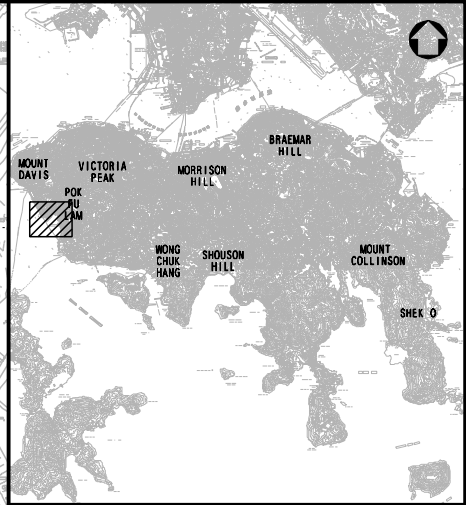 BRAEMAR
HILL
MOUNT
DAVIS
VICTORIA
PEAK
MORRISON
HILL
POK
FU
LAM
WONG
CHUK
HANG
SHOUSON
HILL
MOUNT
COLLINSON
SHEK O